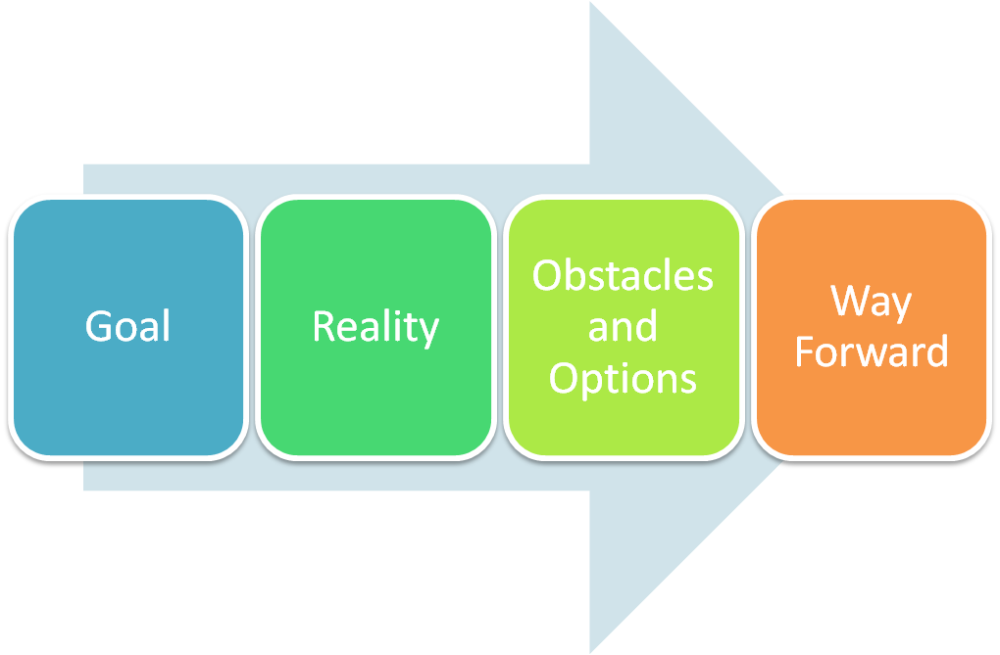 Goal
Reality
Obstacles
and
Options
Way
Forward